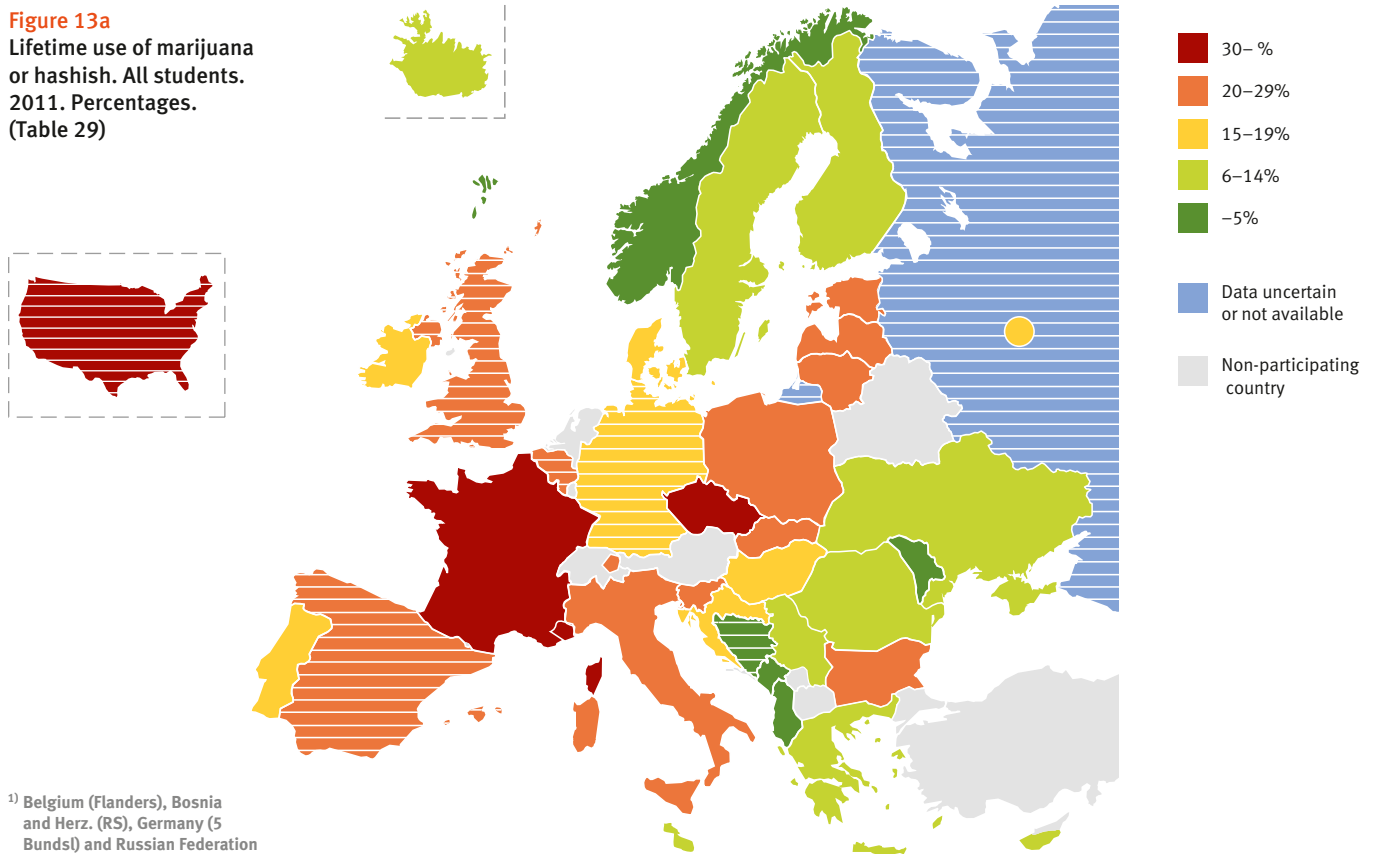 Figure 13a
Lifetime use of marijuana
or hashish. All students.
2011. Percentages.
(Table 29)
30– %
20–29%
15–19%
6–14%
–5%
Data uncertain
or not available
Non-participating
country
1) Belgium (Flanders), Bosnia
and Herz. (RS), Germany (5
Bundsl) and Russian Federation